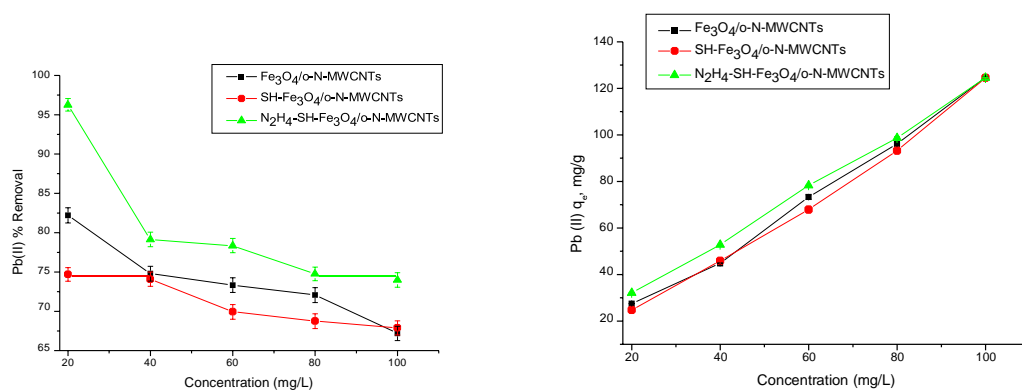 Fe3O4/o-N-MWCNTs
SH-Fe3O4/o-N-MWCNTs
N2H4-SH-Fe3O4/o-N-MWCNTs
100
95
90
85
80
75
70
65
Pb(II) % Removal
20 40 60 80 100
Concentration (mg/L)
Fe3O4/o-N-MWCNTs
SH-Fe3O4/o-N-MWCNTs
N2H4-SH-Fe3O4/o-N-MWCNTs
140
120
100
80
60
40
20
Pb (II) qe, mg/g
20 40 60 80 100
Concentration (mg/L)